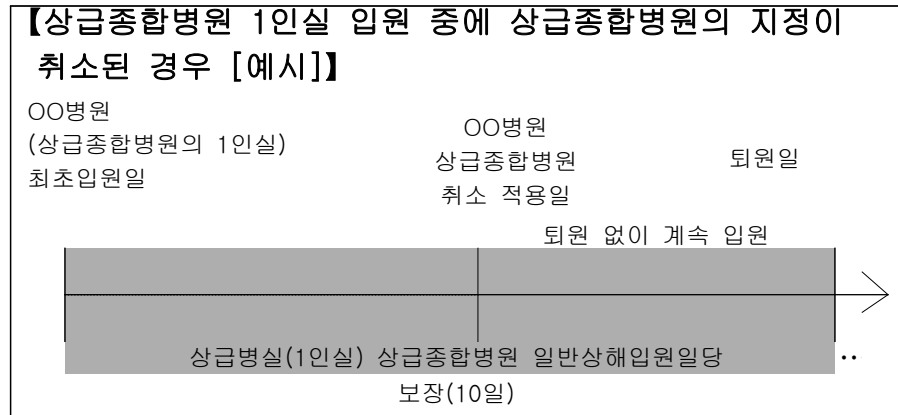 【상급종합병원 1인실 입원 중에 상급종합병원의 지정이
취소된 경우 [예시]】
OO병원
(상급종합병원의 1인실)
최초입원일
OO병원
상급종합병원
취소 적용일
퇴원일
퇴원 없이 계속 입원
상급병실(1인실) 상급종합병원 일반상해입원일당
보장(10일)
..